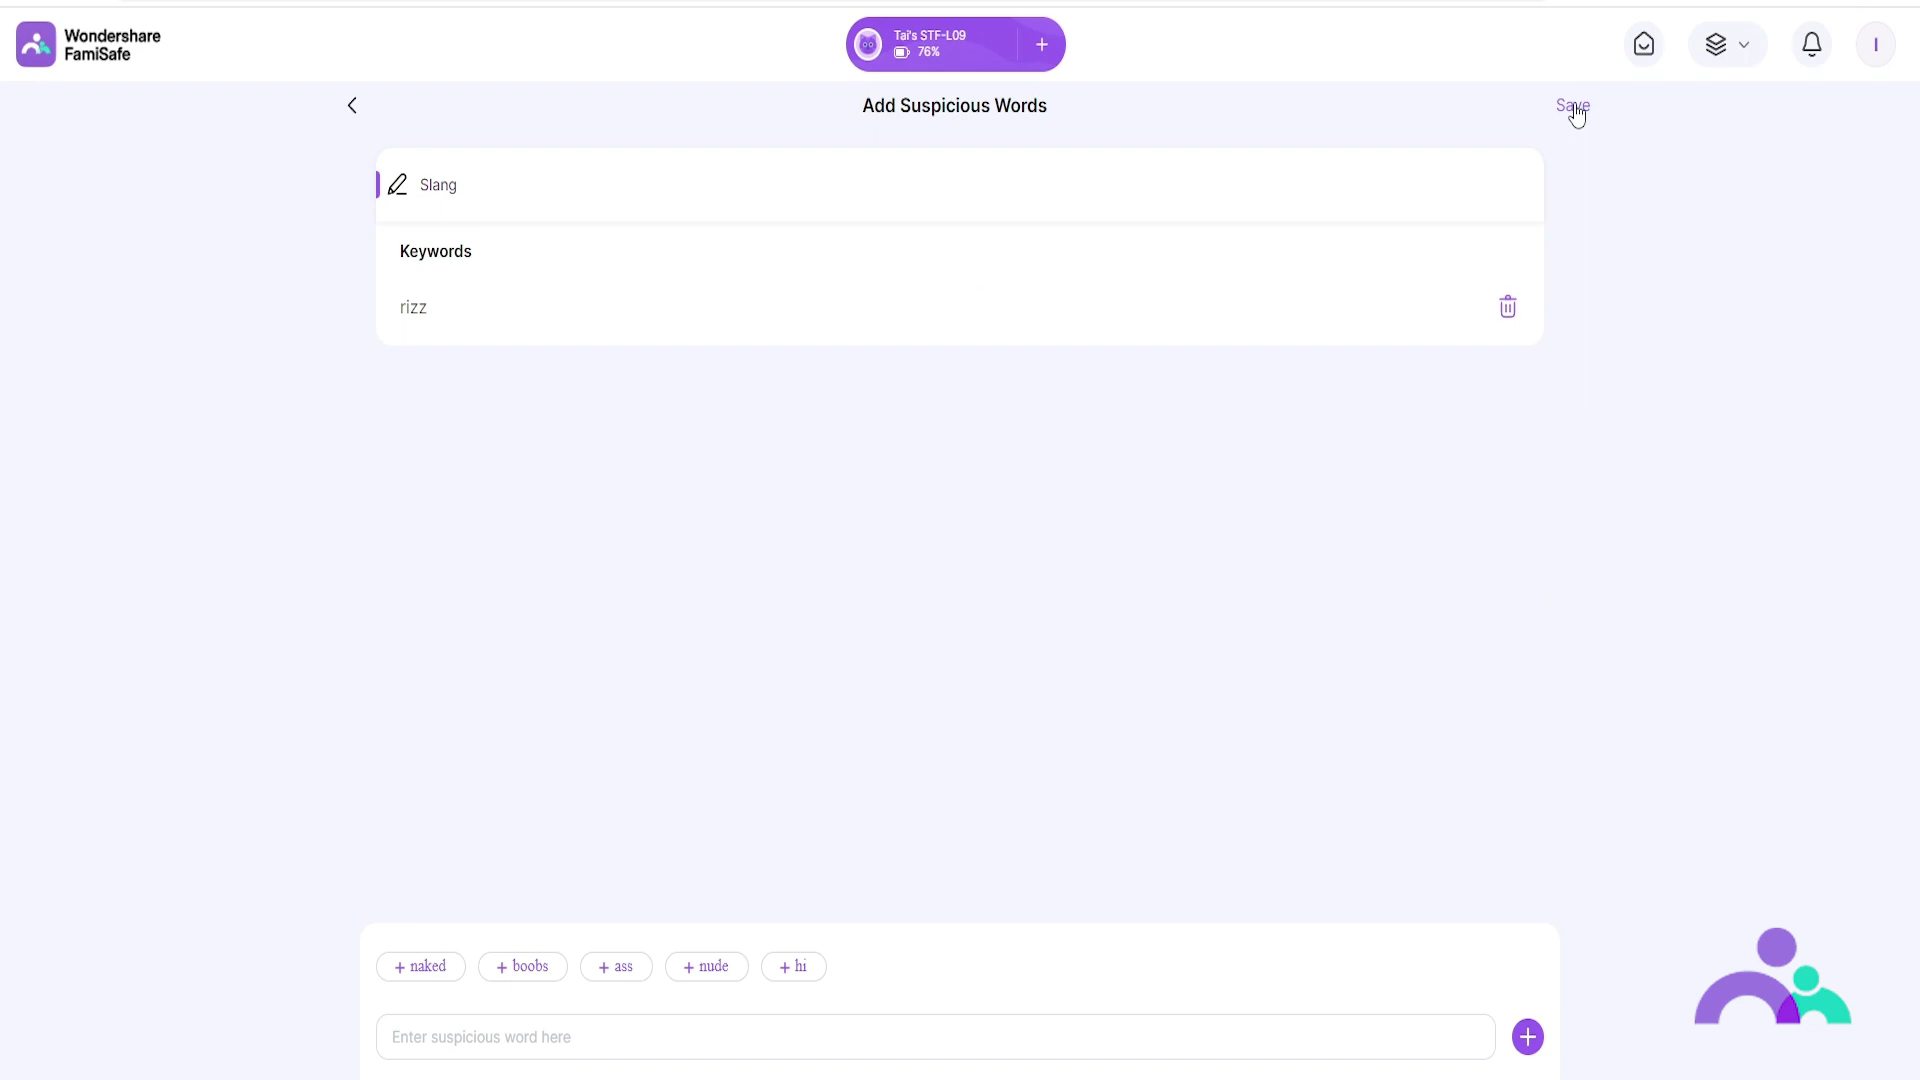 Wondershare
FamiSafe
Tai's STF-L09
76%
I
Add Suspicious Words
Save
Slang
Keywords
rizz
+ naked
+ boobs
+ ass
+ nude
+ hi
Enter suspicious word here